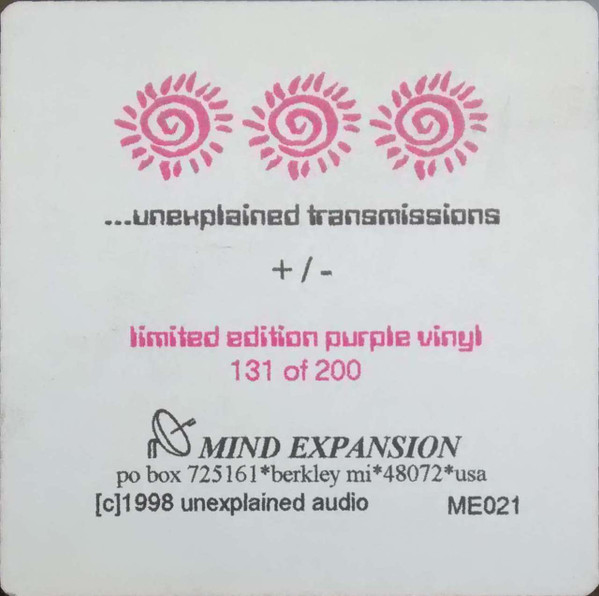 ...unexplained transmissions
+/-
limited edition purple vinyl
131 of 200
MIND EXPANSION
po box 725161*berkley mi*48072*usa
[c]1998 unexplained audio ME021